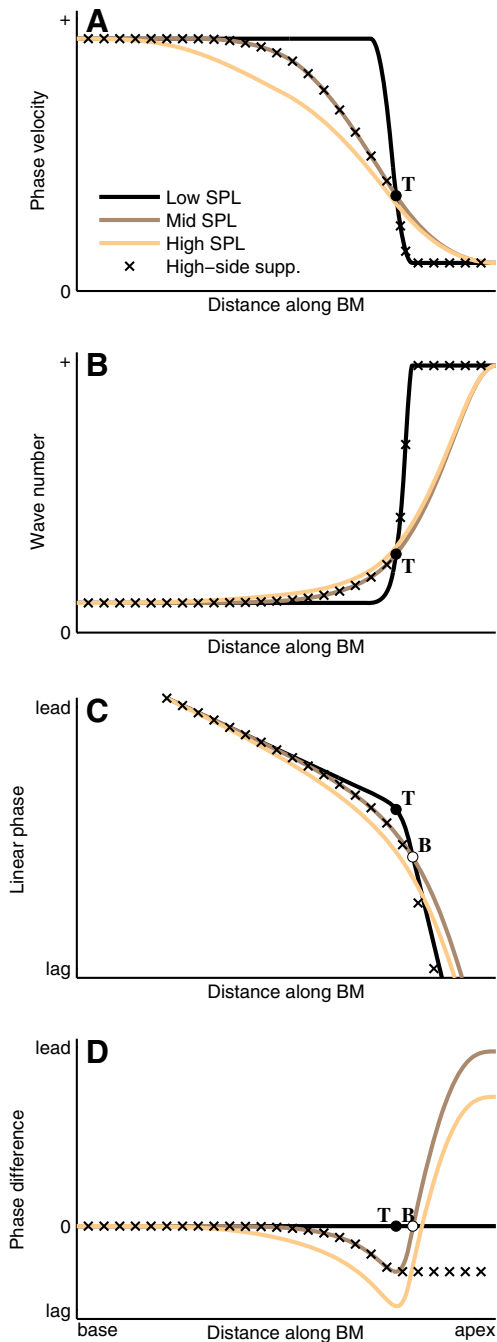 A
+
Phase velocity
T
Low SPL
Mid SPL
High SPL
High-side supp.
0
Distance along BM
B
+
Wave number
T
0
Distance along BM
C
lead
Linear phase
T
B
lag
Distance along BM
D
lead
Phase difference
T B
0
lag
base Distance along BM apex